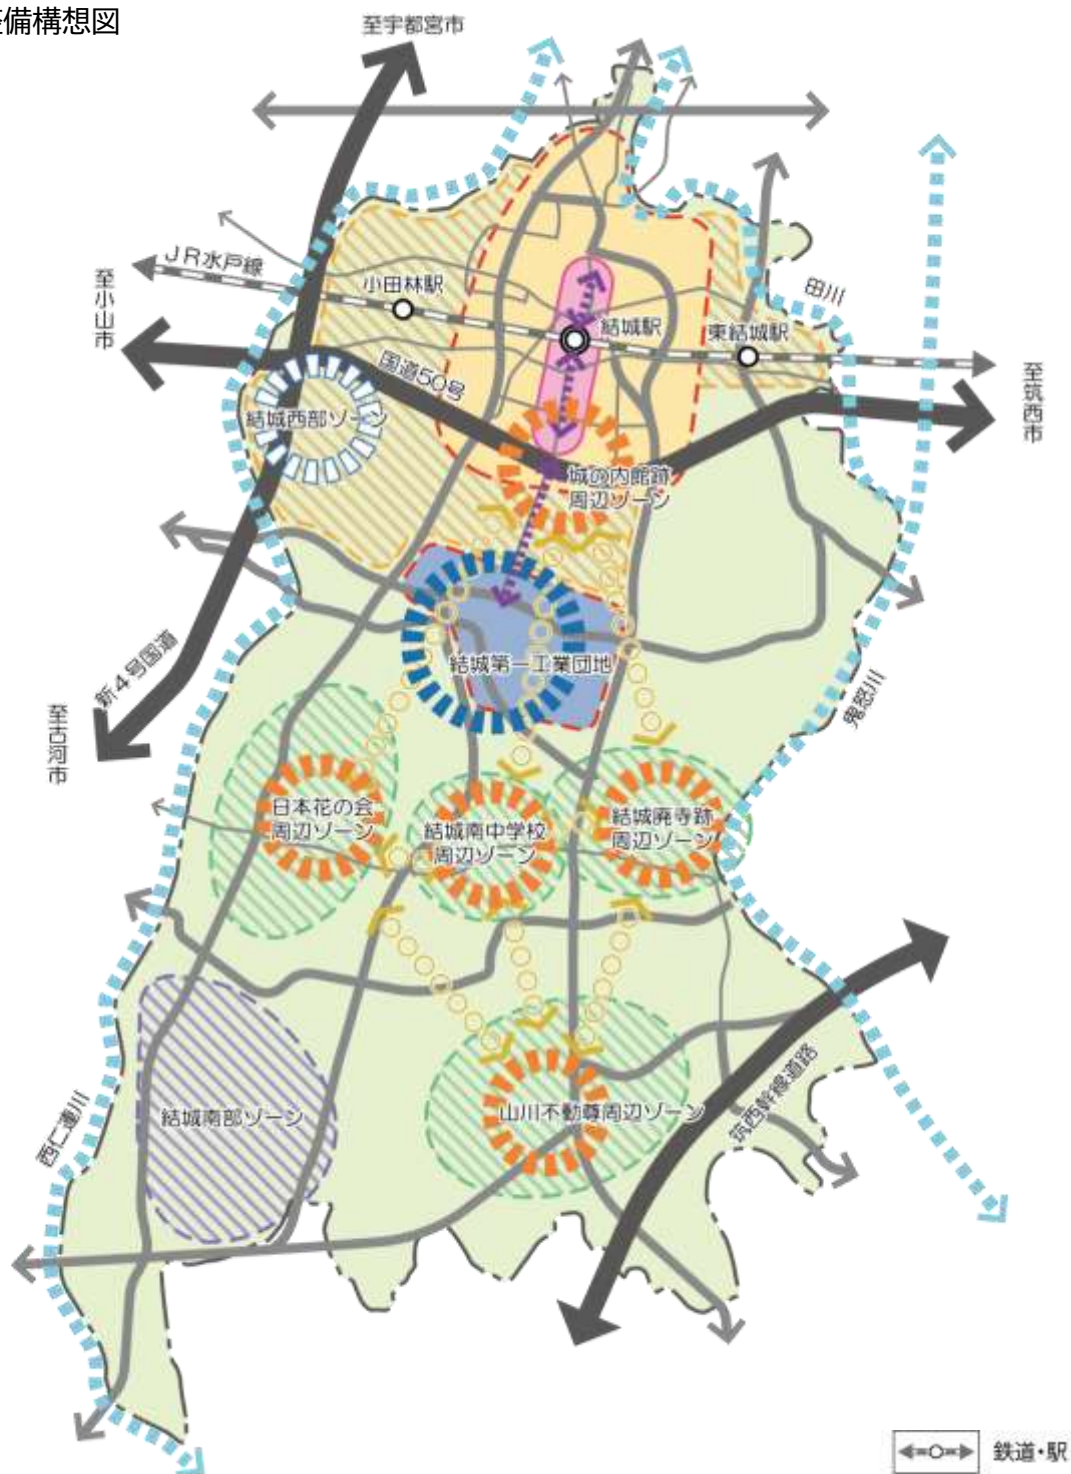 整備構想図
至宇都宮市
JR水戸線
至小山市
小田林駅
結城駅
東結城駅
田川
国道50号
至筑西市
結城西部ゾーン
城の内館跡
周辺ゾーン
新4号国道
至古河市
結城第一工業団地
鬼怒川
日本花の会
周辺ゾーン
結城南中学校
周辺ゾーン
結城廃寺跡
周辺ゾーン
西仁連川
結城南部ゾーン
山川不動尊周辺ゾーン
筑西幹線道路
鉄道・駅